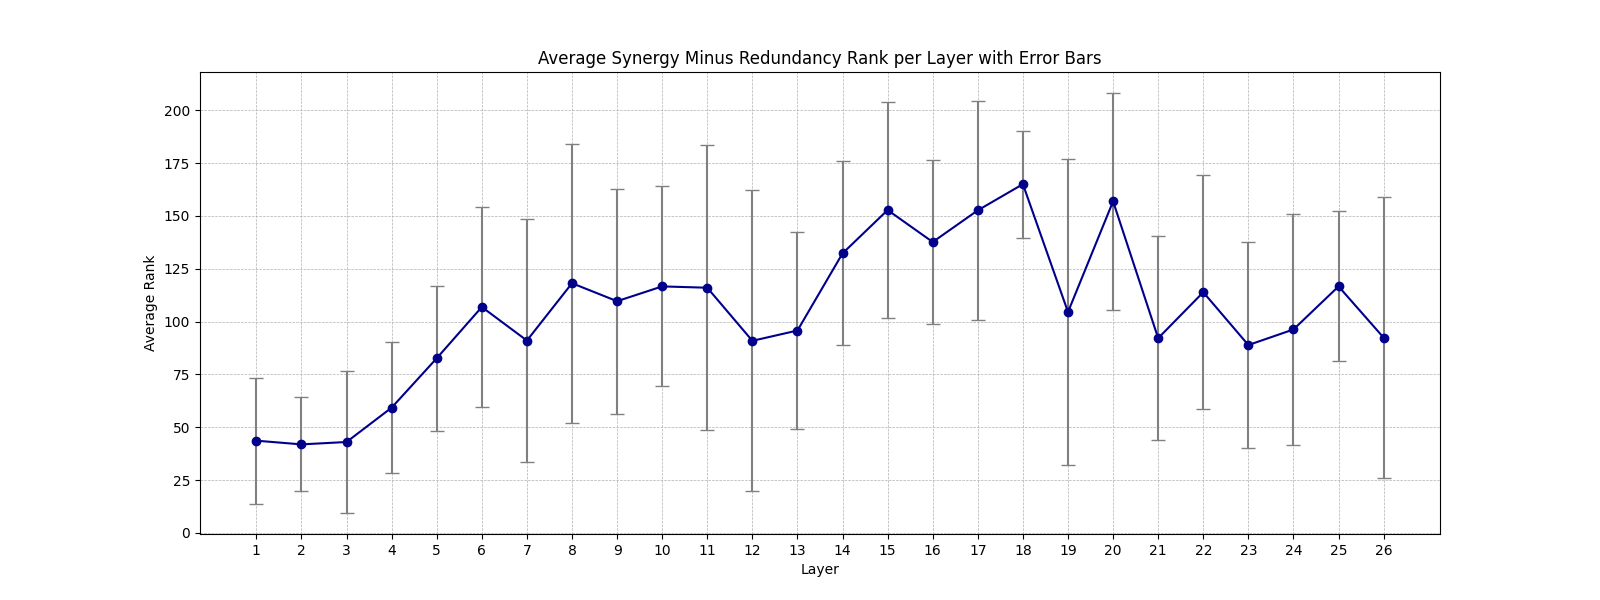 Average Synergy Minus Redundancy Rank per Layer with Error Bars
200
175
150
125
100
75
50
25
0
Average Rank
1 2 3 4 5 6 7 8 9 10 11 12 13 14 15 16 17 18 19 20 21 22 23 24 25 26
Layer